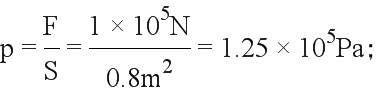 p = F/S = (1 × 10⁵N)/(0.8m²) = 1.25 × 10⁵Pa;